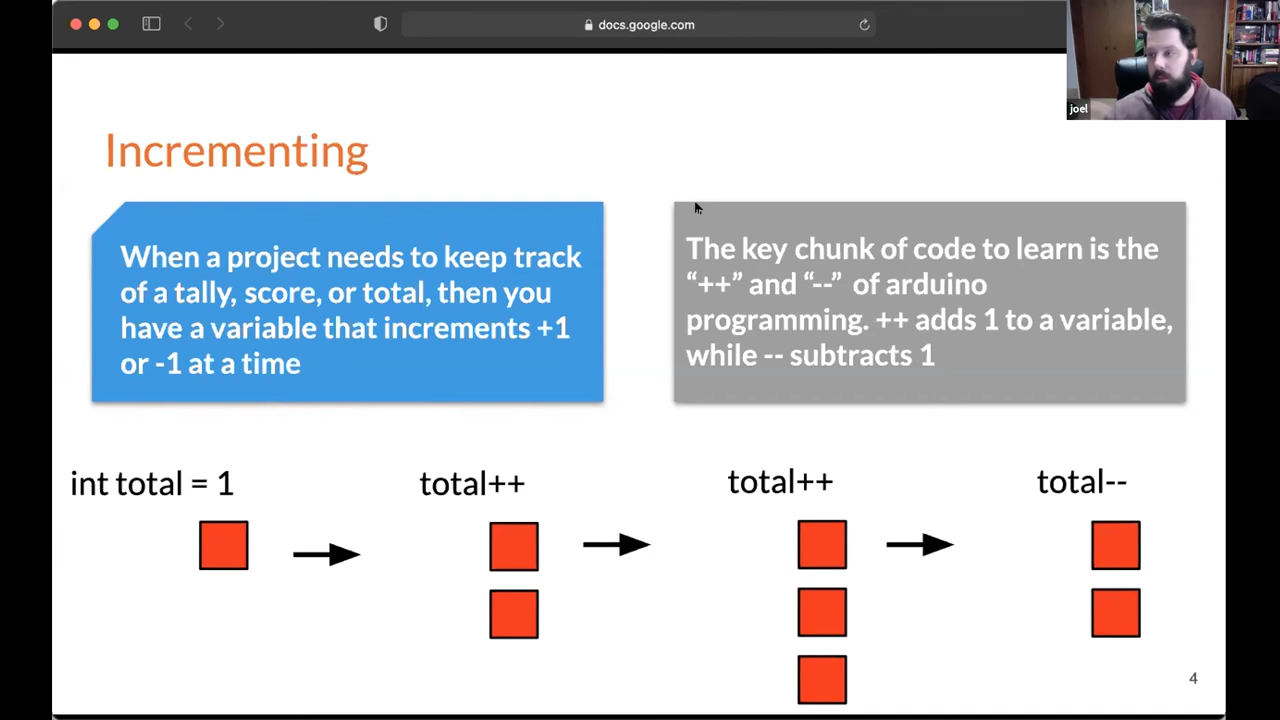 docs.google.com
joel
Incrementing
When a project needs to keep track
of a tally, score, or total, then you
have a variable that increments +1
or -1 at a time
The key chunk of code to learn is the
“++” and “--” of arduino
programming. ++ adds 1 to a variable,
while -- subtracts 1
int total = 1
total++
total++
total--
4